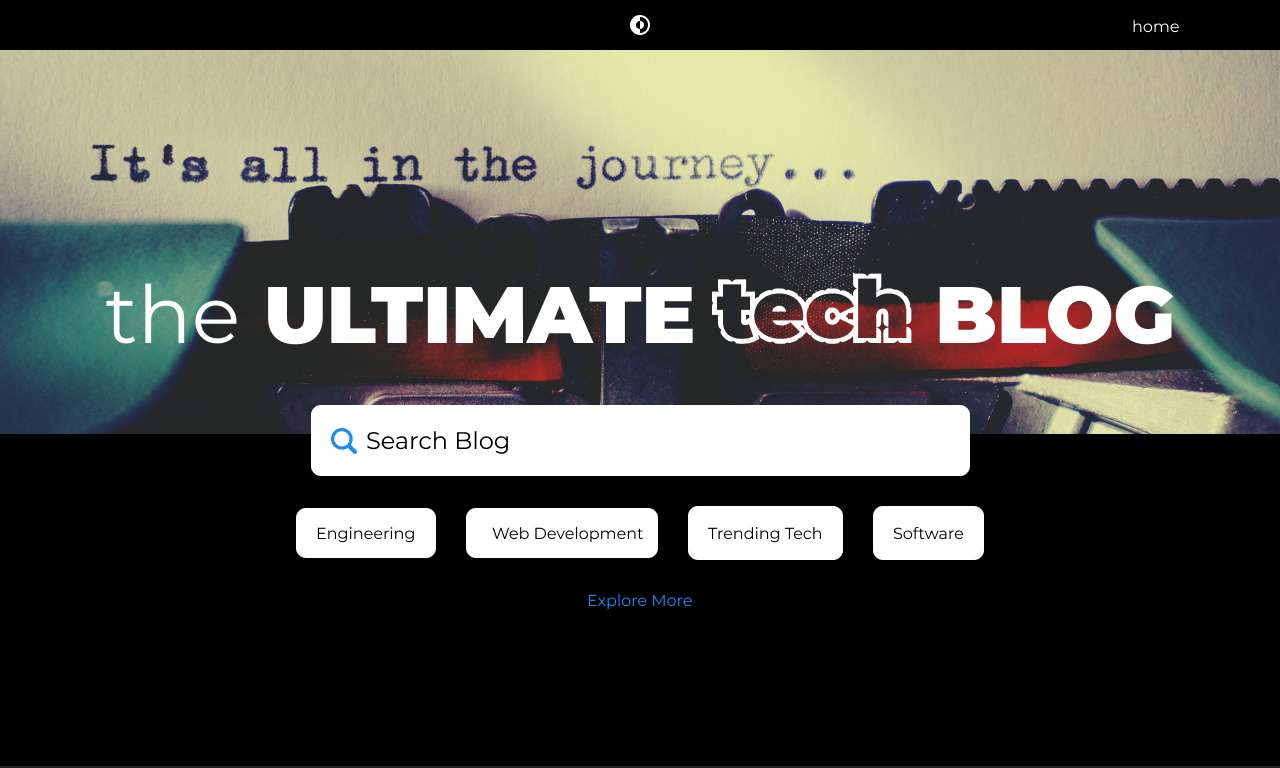 home
It's all in the journey...
the ULTIMATE tech BLOG
Search Blog
Engineering
Web Development
Trending Tech
Software
Explore More